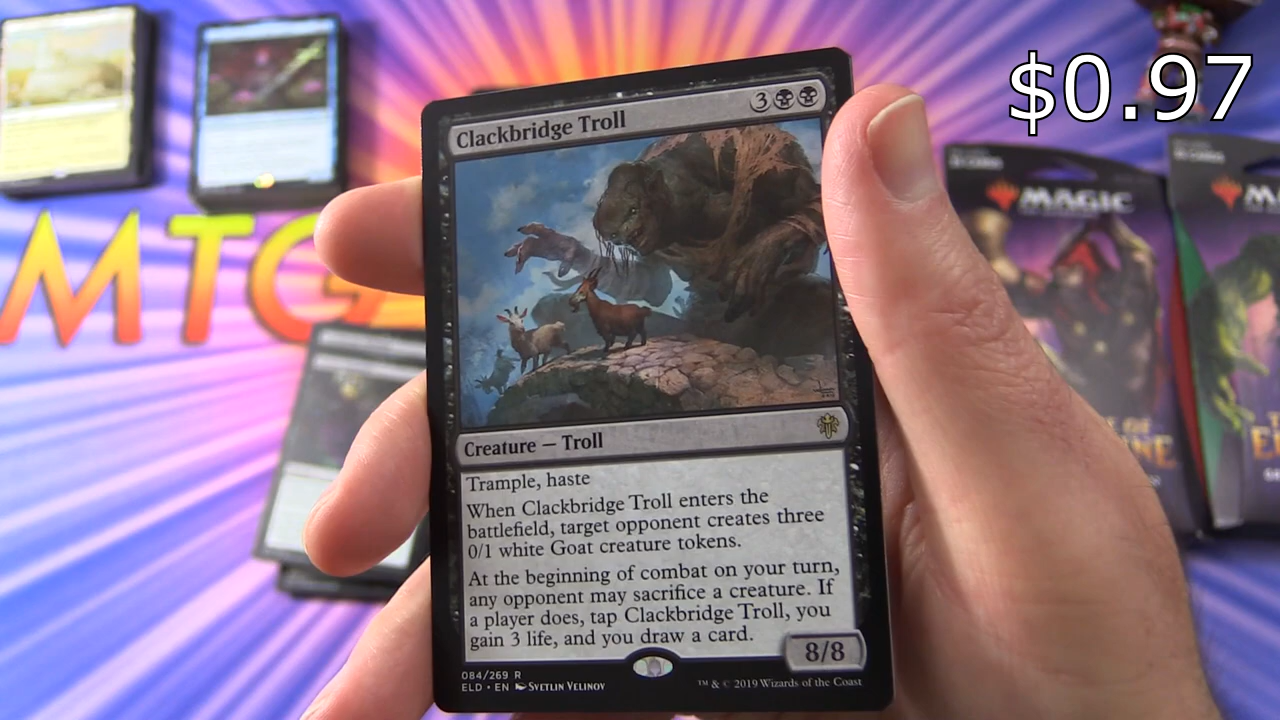 $0.97
MTG
MAGIC
Clackbridge Troll
3
Creature — Troll
Trample, haste
When Clackbridge Troll enters the
battlefield, target opponent creates three
0/1 white Goat creature tokens.
At the beginning of combat on your turn,
any opponent may sacrifice a creature. If
a player does, tap Clackbridge Troll, you
gain 3 life, and you draw a card.
8/8
084/269 R
ELD • EN Svetlin Velinov
™ & © 2019 Wizards of the Coast